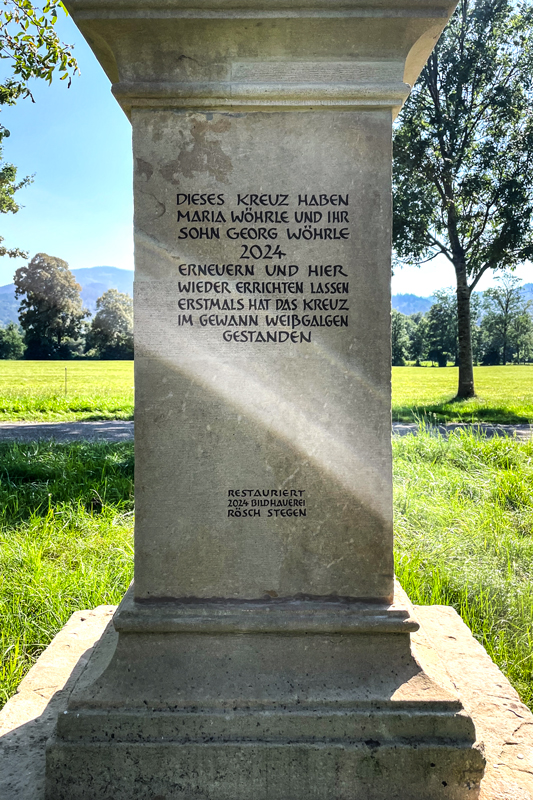 DIESES KREUZ HABEN
MARIA WÖHRLE UND IHR
SOHN GEORG WÖHRLE
2024
ERNEUERN UND HIER
WIEDER ERRICHTEN LASSEN
ERSTMALS HAT DAS KREUZ
IM GEWANN WEIẞGALGEN
GESTANDEN
RESTAURIERT
2024 BILDHAUEREI
RÖSCH STEGEN